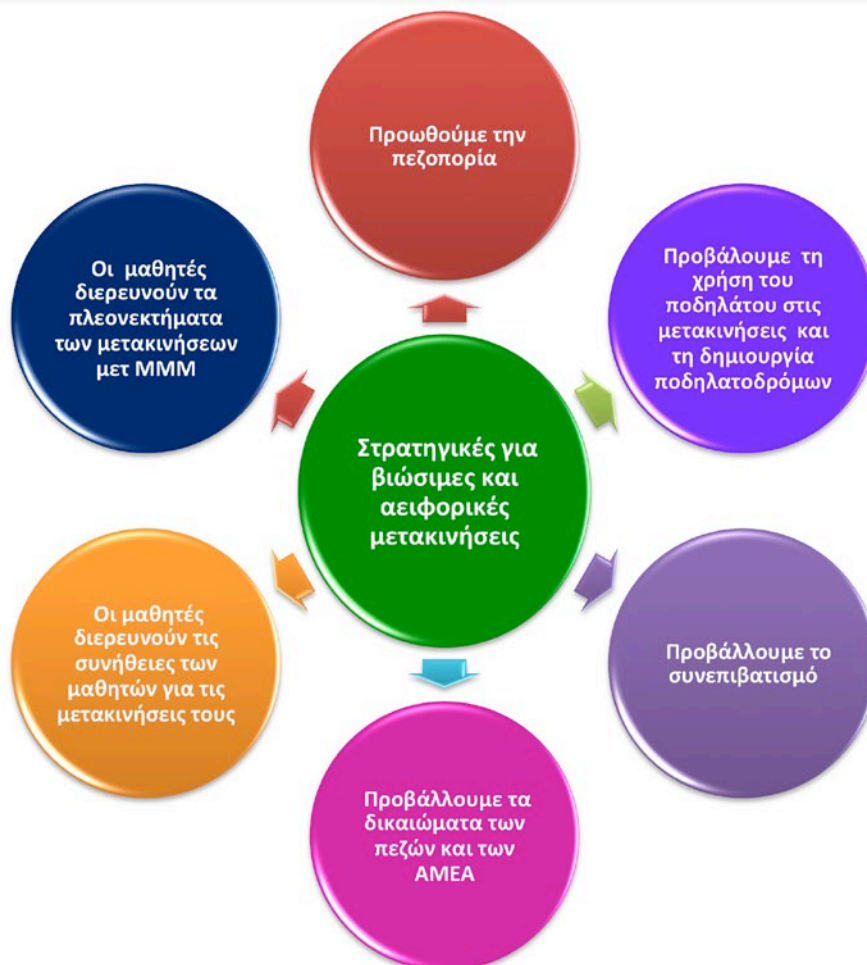 Προωθούμε την
πεζοπορία
Προβάλουμε τη
χρήση του
ποδηλάτου στις
μετακινήσεις και
τη δημιουργία
ποδηλατοδρόμων
Προβάλλουμε το
συνεπιβατισμό
Προβάλλουμε τα
δικαιώματα των
πεζών και των
ΑΜΕΑ
Οι μαθητές
διερευνούν τις
συνήθειες των
μαθητών για τις
μετακινήσεις τους
Οι μαθητές
διερευνούν τα
πλεονεκτήματα
των μετακινήσεων
μετ ΜΜΜ
Στρατηγικές για
βιώσιμες και
αειφορικές
μετακινήσεις